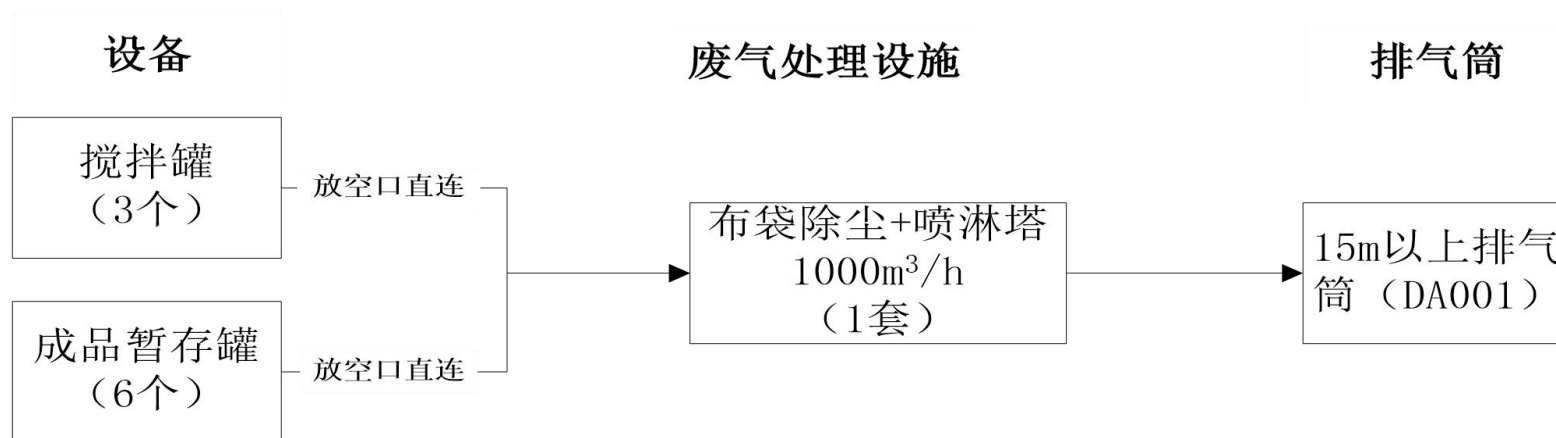 设备
废气处理设施
排气筒
搅拌罐
（3个）
放空口直连
成品暂存罐
（6个）
放空口直连
布袋除尘+喷淋塔
1000m³/h
（1套）
15m以上排气
筒（DA001）